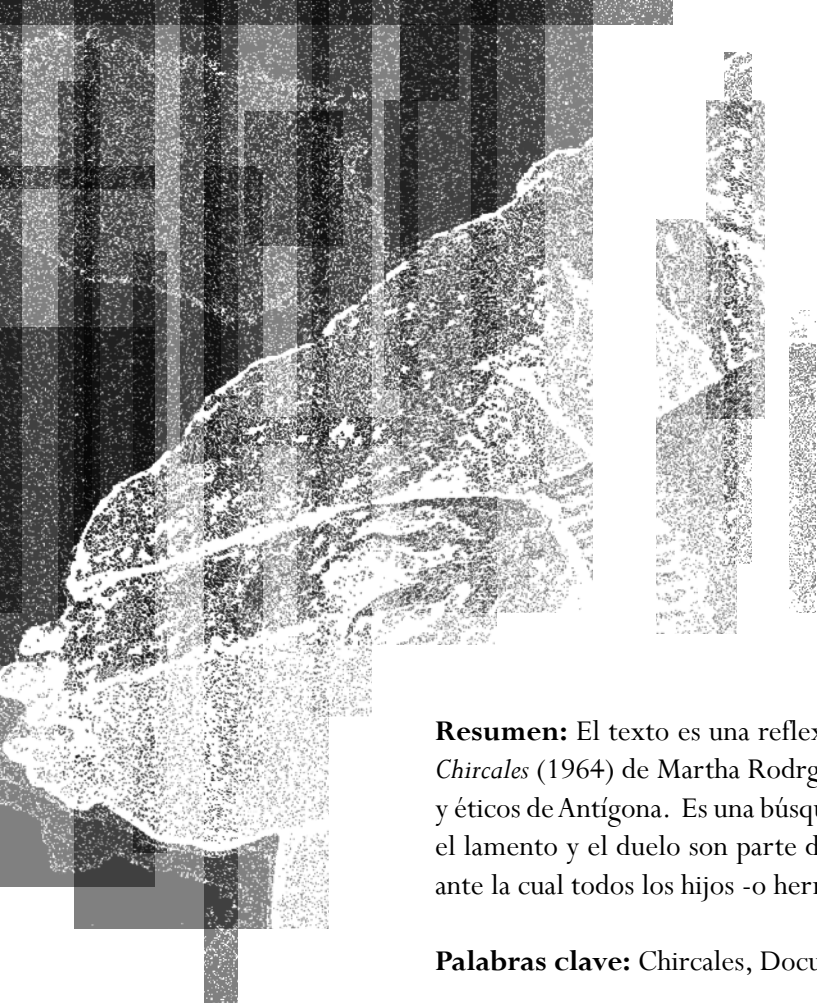 Resumen: El texto es una reflex
Chircales (1964) de Martha Rodrg
y éticos de Antígona. Es una búsqu
el lamento y el duelo son parte d
ante la cual todos los hijos -o herr
Palabras clave: Chircales, Docu